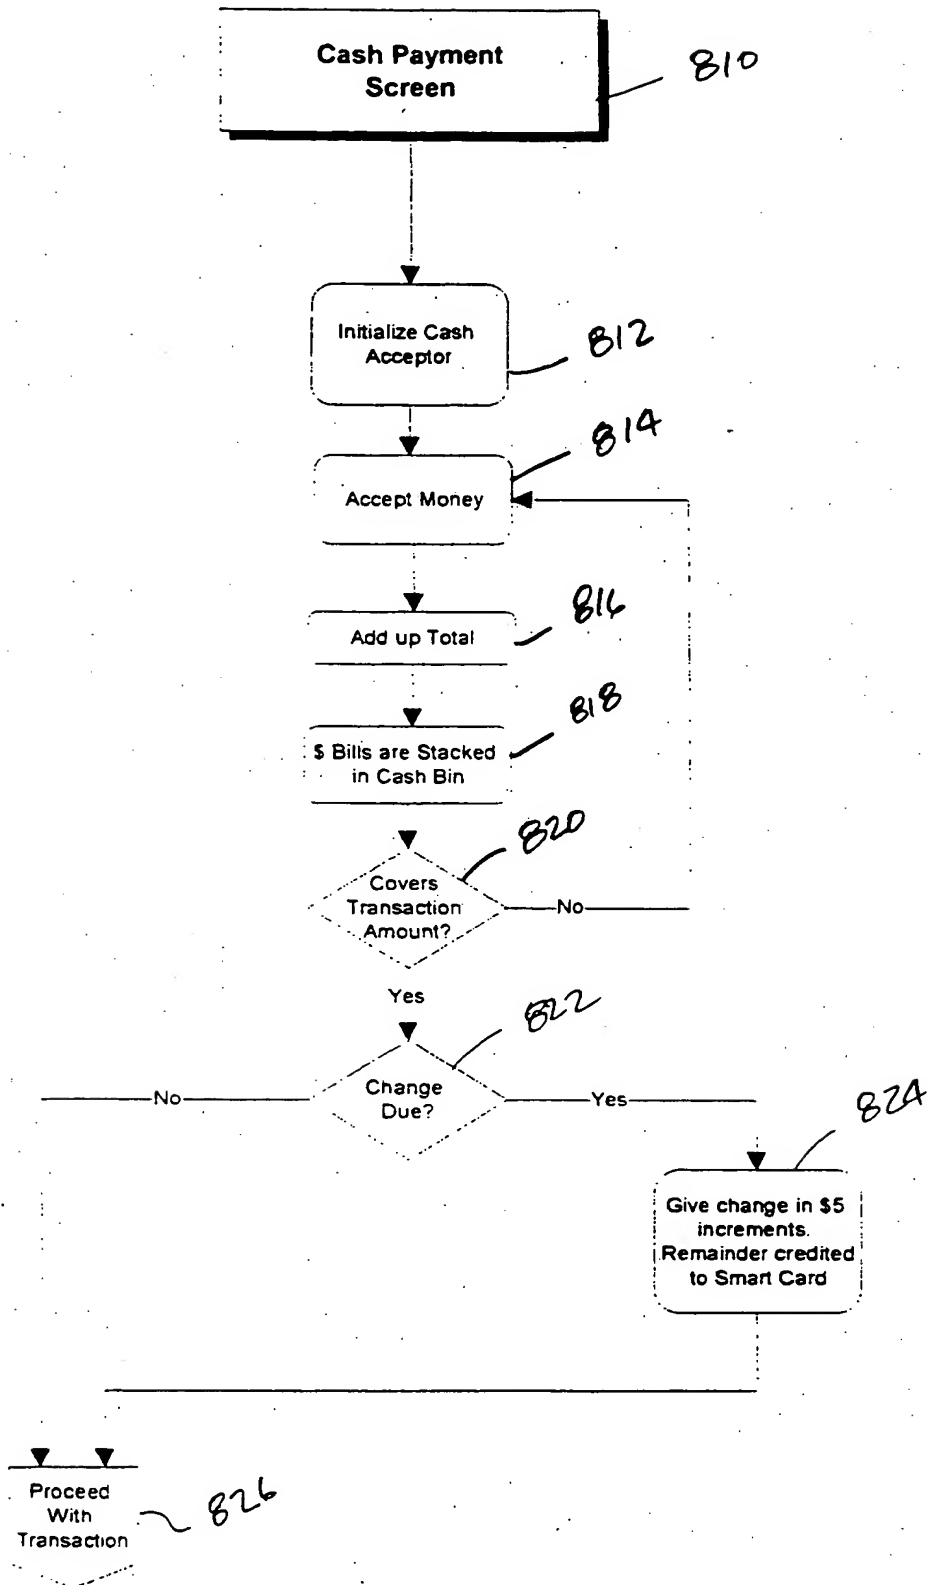 Cash Payment
Screen
810
Initialize Cash
Acceptor
812
814
Accept Money
816
Add up Total
818
$ Bills are Stacked
in Cash Bin
820
Covers
Transaction
Amount?
No
Yes
822
Change
Due?
No
Yes
824
Give change in $5
increments.
Remainder credited
to Smart Card
Proceed
With
Transaction
826